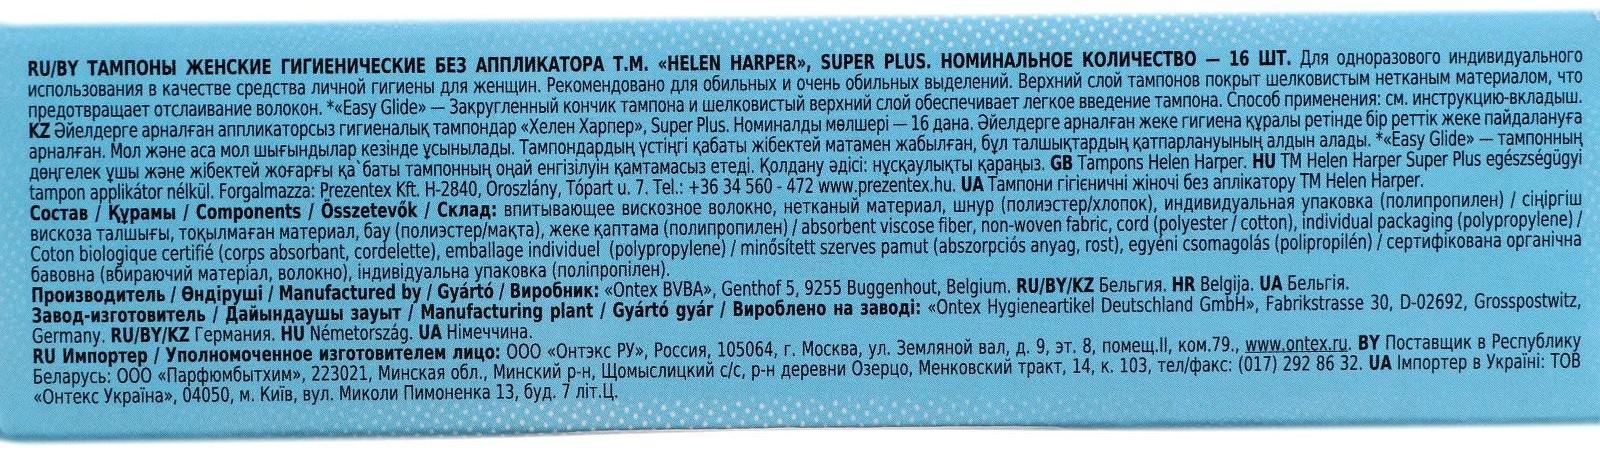 RU/BY ТАМПОНЫ ЖЕНСКИЕ ГИГИЕНИЧЕСКИЕ БЕЗ АППЛИКАТОРА Т.М. «HELEN HARPER», SUPER PLUS. НОМИНАЛЬНОЕ КОЛИЧЕСТВО — 16 ШТ. Для одноразового индивидуального
использования в качестве средства личной гигиены для женщин. Рекомендовано для обильных и очень обильных выделений. Верхний слой тампонов покрыт шелковистым нетканым материалом, что
предотвращает отслаивание волокон. *«Easy Glide» — Закругленный кончик тампона и шелковистый верхний слой обеспечивает легкое введение тампона. Способ применения: см. инструкцию-вкладыш.
KZ Әйелдерге арналған аппликаторсыз гигиеналық тампондар «Хелен Харпер», Super Plus. Номиналды мөлшері — 16 дана. Әйелдерге арналған жеке гигиена құралы ретінде бір реттік жеке пайдалануға
арналған. Мол және аса мол шығындылар кезінде ұсынылады. Тампондардың үстіңгі қабаты жібектей матамен жабылған, бұл талшықтардың қатпарлануының алдын алады. *«Easy Glide» — тампонның
дөңгелек ұшы және жібектей жоғарғы қа`баты тампонның оңай енгізілуін қамтамасыз етеді. Қолдану әдісі: нұсқаулықты қараңыз. GB Tampons Helen Harper. HU TM Helen Harper Super Plus egészségügyi
tampon applikátor nélkül. Forgalmazza: Prezentex Kft. H-2840, Oroszlány, Tópart u. 7. Tel.: +36 34 560 - 472 www.prezentex.hu. UA Тампони гігієнічні жіночі без аплікатору ТМ Helen Harper.
Состав / Құрамы / Components / Összetevők / Склад: впитывающее вискозное волокно, нетканый материал, шнур (полиэстер/хлопок), индивидуальная упаковка (полипропилен) / сіңіргіш
вискоза талшығы, тоқылмаған материал, бау (полиэстер/мақта), жеке қаптама (полипропилен) / absorbent viscose fiber, non-woven fabric, cord (polyester / cotton), individual packaging (polypropylene) /
Coton biologique certifié (corps absorbant, cordelette), emballage individuel (polypropylene) / minősített szerves pamut (abszorpciós anyag, rost), egyéni csomagolás (polipropilén) / сертифікована органічна
бавовна (вбираючий матеріал, волокно), індивідуальна упаковка (поліпропілен).
Производитель / Өндіруші / Manufactured by / Gyártó / Виробник: «Ontex BVBA», Genthof 5, 9255 Buggenhout, Belgium. RU/BY/KZ Бельгия. HR Belgija. UA Бельгія.
Завод-изготовитель / Дайындаушы зауыт / Manufacturing plant / Gyártó gyár / Вироблено на заводі: «Ontex Hygieneartikel Deutschland GmbH», Fabrikstrasse 30, D-02692, Grosspostwitz,
Germany. RU/BY/KZ Германия. HU Németország. UA Німеччина.
RU Импортер / Уполномоченное изготовителем лицо: ООО «Онтэкс РУ», Россия, 105064, г. Москва, ул. Земляной вал, д. 9, эт. 8, помещ.II, ком.79., www.ontex.ru. BY Поставщик в Республику
Беларусь: ООО «Парфюмбытхим», 223021, Минская обл., Минский р-н, Щомыслицкий с/с, р-н деревни Озерцо, Менковский тракт, 14, к. 103, тел/факс: (017) 292 86 32. UA Імпортер в Україні: ТОВ
«Онтекс Україна», 04050, м. Київ, вул. Миколи Пимоненка 13, буд. 7 літ.Ц.